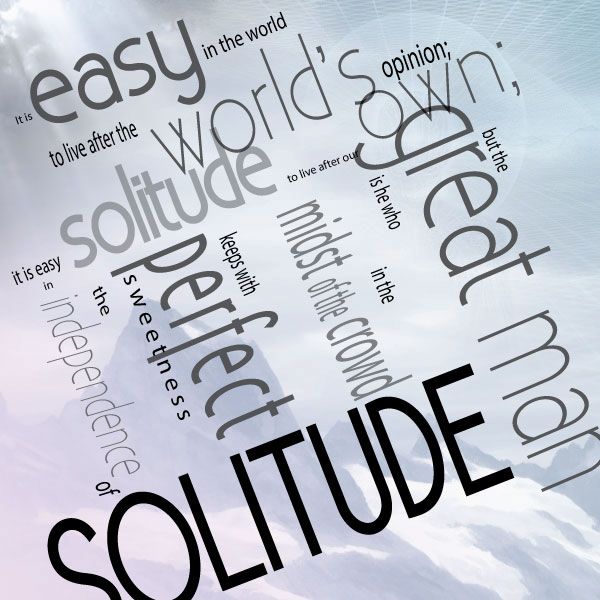 It is
easy
in the world
to live after the
world's
opinion;
it is easy
in
solitude
to live after our
own;
but the
great man
is he who
in the
midst of the crowd
keeps with
perfect
sweetness
the
independence
of
SOLITUDE